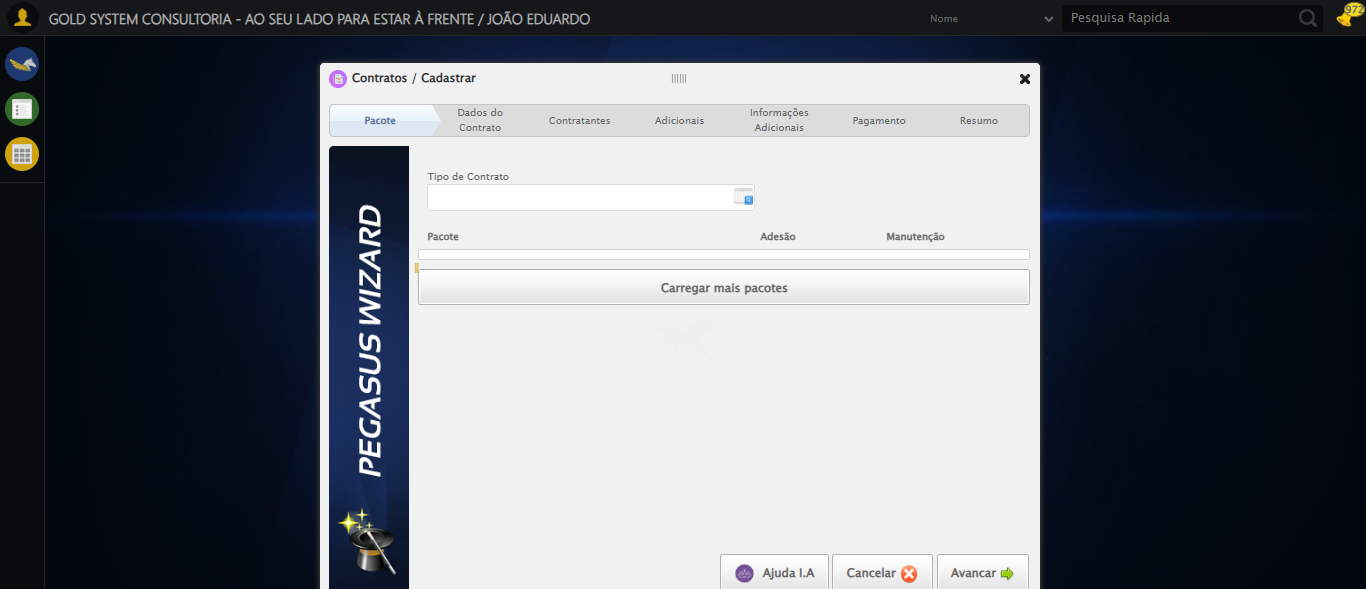 GOLD SYSTEM CONSULTORIA - AO SEU LADO PARA ESTAR À FRENTE / JOÃO EDUARDO
Nome
Pesquisa Rapida
972
Contratos / Cadastrar
Pacote
Dados do
Contrato
Contratantes
Adicionais
Informações
Adicionais
Pagamento
Resumo
PEGASUS WIZARD
Tipo de Contrato
Pacote
Adesão
Manutenção
Carregar mais pacotes
Ajuda I.A
Cancelar
Avancar